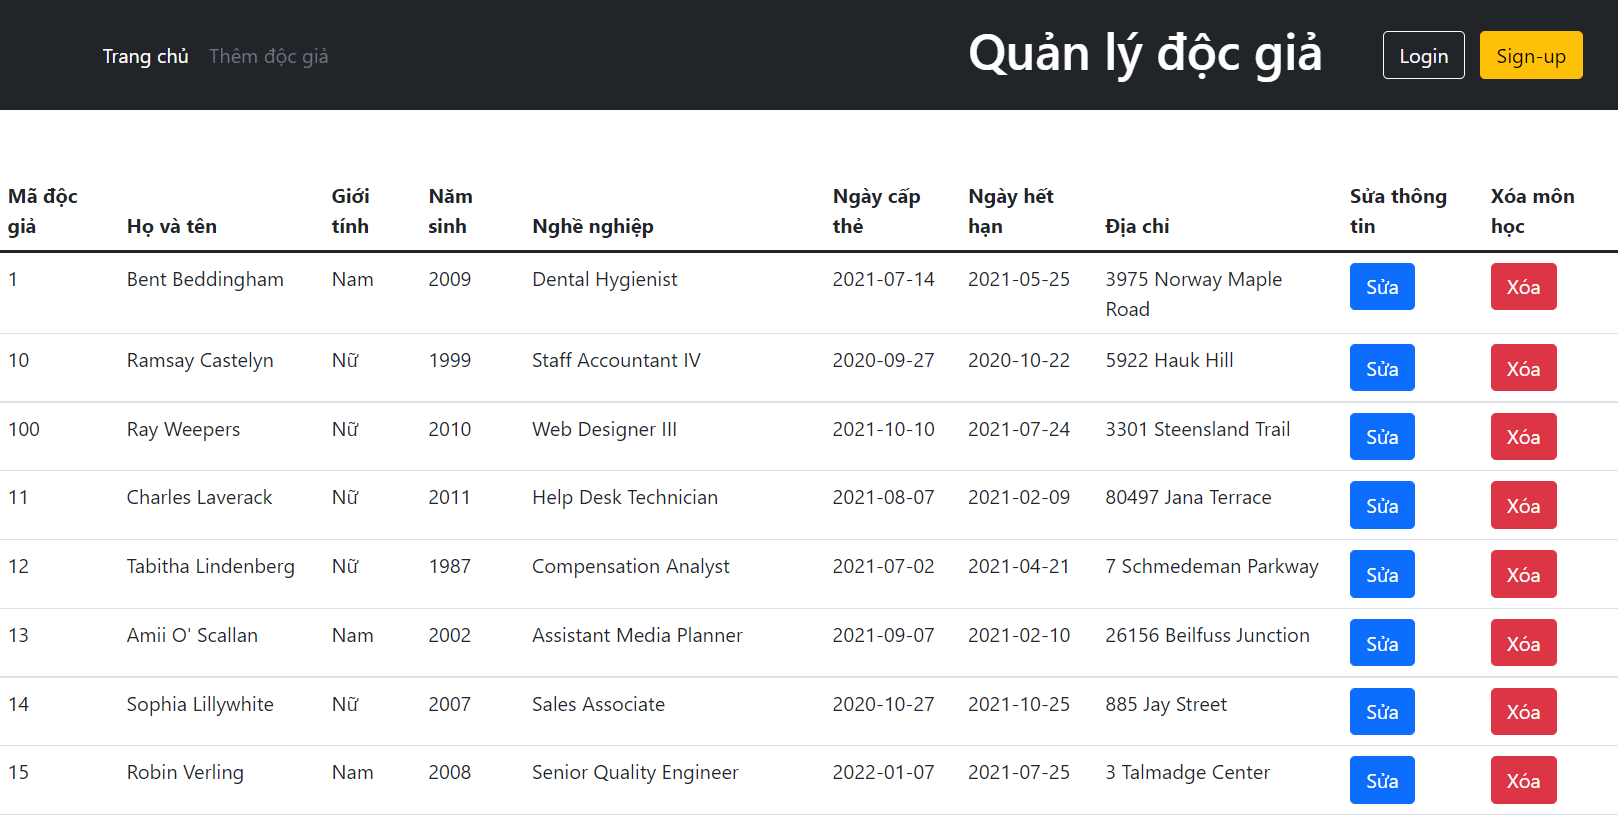 Trang chủ Thêm độc giả Quản lý độc giả Login Sign-up
Mã độc giả Họ và tên Giới tính Năm sinh Nghề nghiệp Ngày cấp thẻ Ngày hết hạn Địa chỉ Sửa thông tin Xóa môn học
1 Bent Beddingham Nam 2009 Dental Hygienist 2021-07-14 2021-05-25 3975 Norway Maple Road Sửa Xóa
10 Ramsay Castelyn Nữ 1999 Staff Accountant IV 2020-09-27 2020-10-22 5922 Hauk Hill Sửa Xóa
100 Ray Weepers Nữ 2010 Web Designer III 2021-10-10 2021-07-24 3301 Steensland Trail Sửa Xóa
11 Charles Laverack Nữ 2011 Help Desk Technician 2021-08-07 2021-02-09 80497 Jana Terrace Sửa Xóa
12 Tabitha Lindenberg Nữ 1987 Compensation Analyst 2021-07-02 2021-04-21 7 Schmedeman Parkway Sửa Xóa
13 Amii O' Scallan Nam 2002 Assistant Media Planner 2021-09-07 2021-02-10 26156 Beilfuss Junction Sửa Xóa
14 Sophia Lillywhite Nữ 2007 Sales Associate 2020-10-27 2021-10-25 885 Jay Street Sửa Xóa
15 Robin Verling Nam 2008 Senior Quality Engineer 2022-01-07 2021-07-25 3 Talmadge Center Sửa Xóa